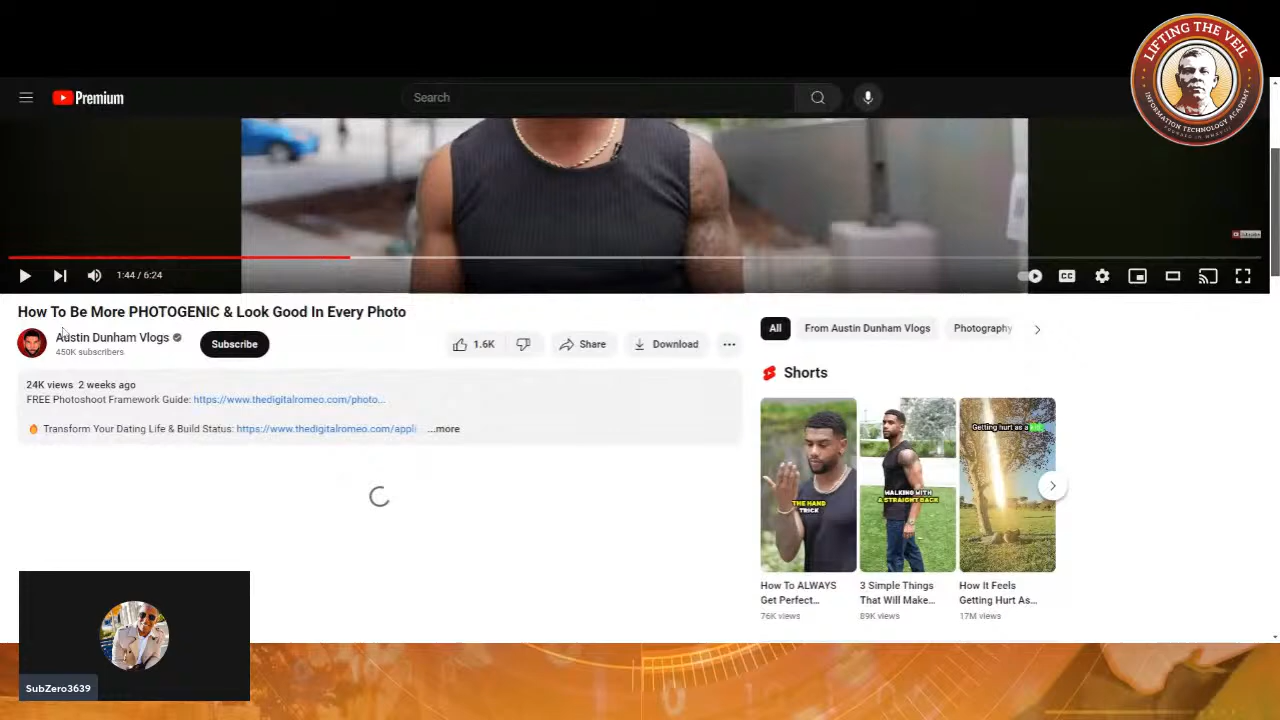 LIFTING THE VEIL
INFORMATION TECHNOLOGY ACADEMY
Premium
Search
1:44 / 6:24
CC
How To Be More PHOTOGENIC & Look Good In Every Photo
Austin Dunham Vlogs
450K subscribers
Subscribe
1.6K
Share
Download
24K views 2 weeks ago
FREE Photoshoot Framework Guide: https://www.thedigitalromeo.com/photo...
Transform Your Dating Life & Build Status: https://www.thedigitalromeo.com/appli
...more
All
From Austin Dunham Vlogs
Photography
Shorts
THE HAND
TRICK
WALKING WITH
A STRAIGHT BACK
Getting hurt as a
How To ALWAYS
Get Perfect...
76K views
3 Simple Things
That Will Make...
89K views
How It Feels
Getting Hurt As...
17M views
SubZero3639